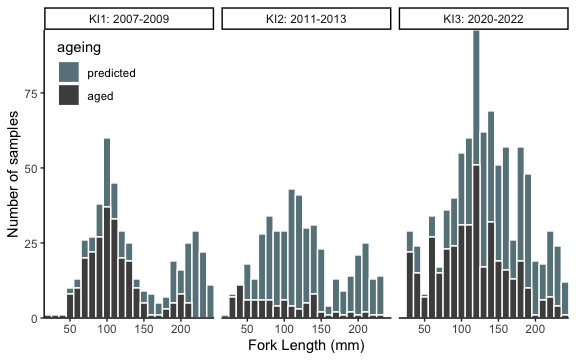 KI1: 2007-2009 KI2: 2011-2013 KI3: 2020-2022
ageing
predicted
aged
Number of samples
75
50
25
0
50 100 150 200 50 100 150 200 50 100 150 200
Fork Length (mm)